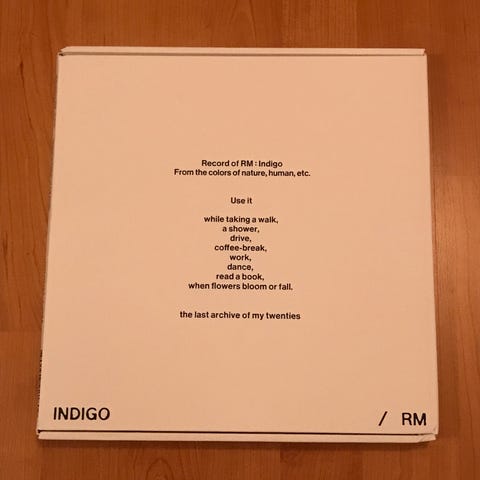 Record of RM : Indigo
From the colors of nature, human, etc.
Use it
while taking a walk,
a shower,
drive,
coffee-break,
work,
dance,
read a book,
when flowers bloom or fall.
the last archive of my twenties
INDIGO / RM